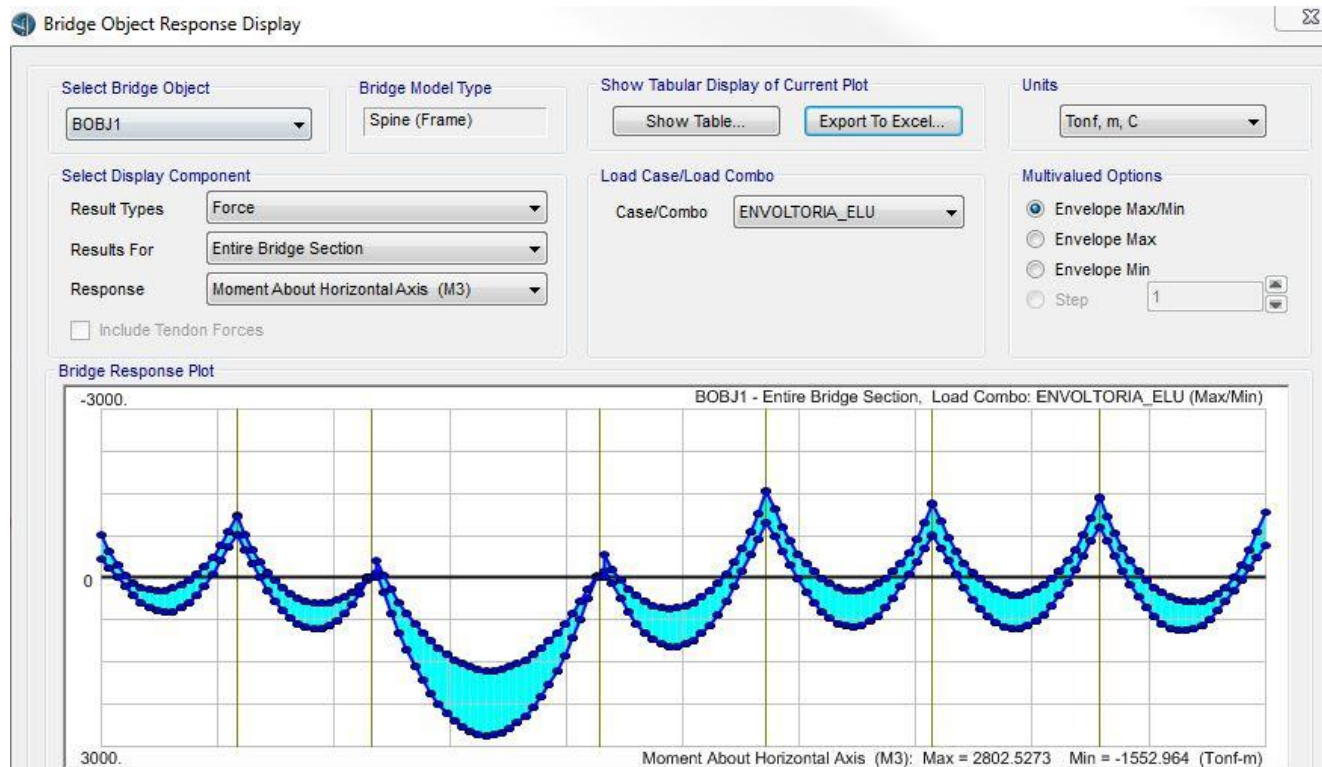 Bridge Object Response Display
Select Bridge Object
BOBJ1
Bridge Model Type
Spine (Frame)
Show Tabular Display of Current Plot
Show Table...
Export To Excel...
Units
Tonf, m, C
Select Display Component
Result Types
Force
Results For
Entire Bridge Section
Response
Moment About Horizontal Axis (M3)
Include Tendon Forces
Load Case/Load Combo
Case/Combo
ENVOLTORIA_ELU
Multivalued Options
Envelope Max/Min
Envelope Max
Envelope Min
Step
1
Bridge Response Plot
-3000.
BOBJ1 - Entire Bridge Section, Load Combo: ENVOLTORIA_ELU (Max/Min)
0
3000.
Moment About Horizontal Axis (M3): Max = 2802.5273 Min = -1552.964 (Tonf-m)